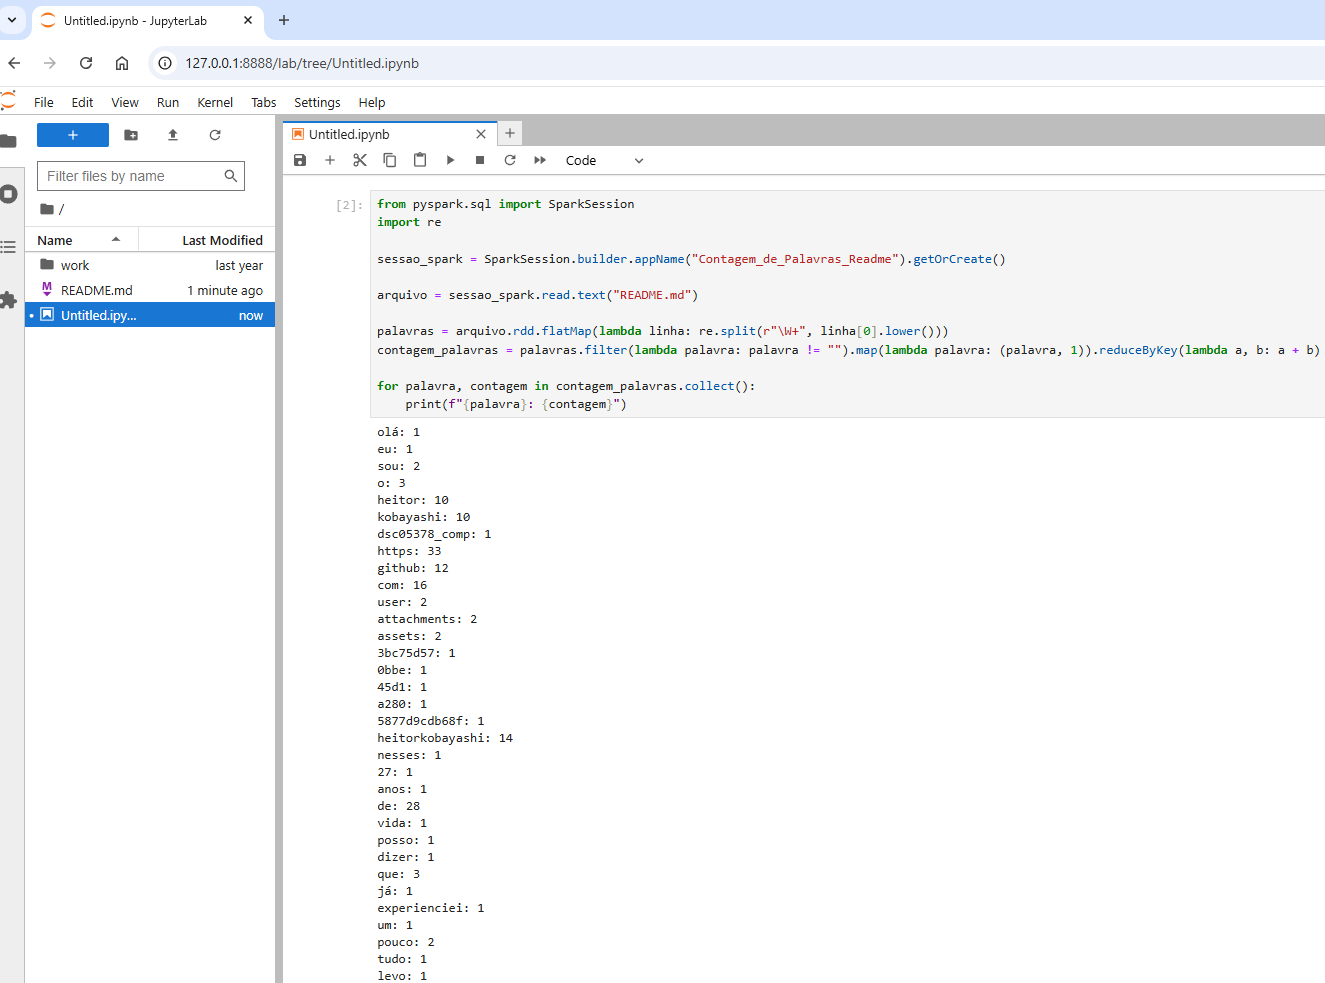 Untitled.ipynb - JupyterLab
127.0.0.1:8888/lab/tree/Untitled.ipynb
File Edit View Run Kernel Tabs Settings Help
Filter files by name
/
Name Last Modified
work last year
README.md 1 minute ago
Untitled.ipy... now
Untitled.ipynb
Code
[2]:
from pyspark.sql import SparkSession
import re
sessao_spark = SparkSession.builder.appName("Contagem_de_Palavras_Readme").getOrCreate()
arquivo = sessao_spark.read.text("README.md")
palavras = arquivo.rdd.flatMap(lambda linha: re.split(r"\W+", linha[0].lower()))
contagem_palavras = palavras.filter(lambda palavra: palavra != "").map(lambda palavra: (palavra, 1)).reduceByKey(lambda a, b: a + b)
for palavra, contagem in contagem_palavras.collect():
    print(f"{palavra}: {contagem}")
olá: 1
eu: 1
sou: 2
o: 3
heitor: 10
kobayashi: 10
dsc05378_comp: 1
https: 33
github: 12
com: 16
user: 2
attachments: 2
assets: 2
3bc75d57: 1
0bbe: 1
45d1: 1
a280: 1
5877d9cdb68f: 1
heitorkobayashi: 14
nesses: 1
27: 1
anos: 1
de: 28
vida: 1
posso: 1
dizer: 1
que: 3
já: 1
experienciei: 1
um: 1
pouco: 2
tudo: 1
levo: 1